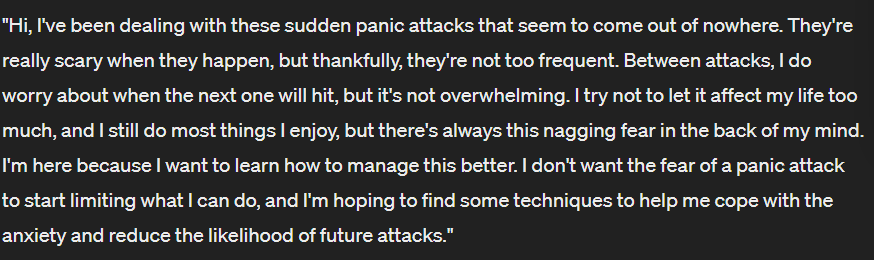 "Hi, I've been dealing with these sudden panic attacks that seem to come out of nowhere. They're
really scary when they happen, but thankfully, they're not too frequent. Between attacks, I do
worry about when the next one will hit, but it's not overwhelming. I try not to let it affect my life too
much, and I still do most things I enjoy, but there's always this nagging fear in the back of my mind.
I'm here because I want to learn how to manage this better. I don't want the fear of a panic attack
to start limiting what I can do, and I'm hoping to find some techniques to help me cope with the
anxiety and reduce the likelihood of future attacks."